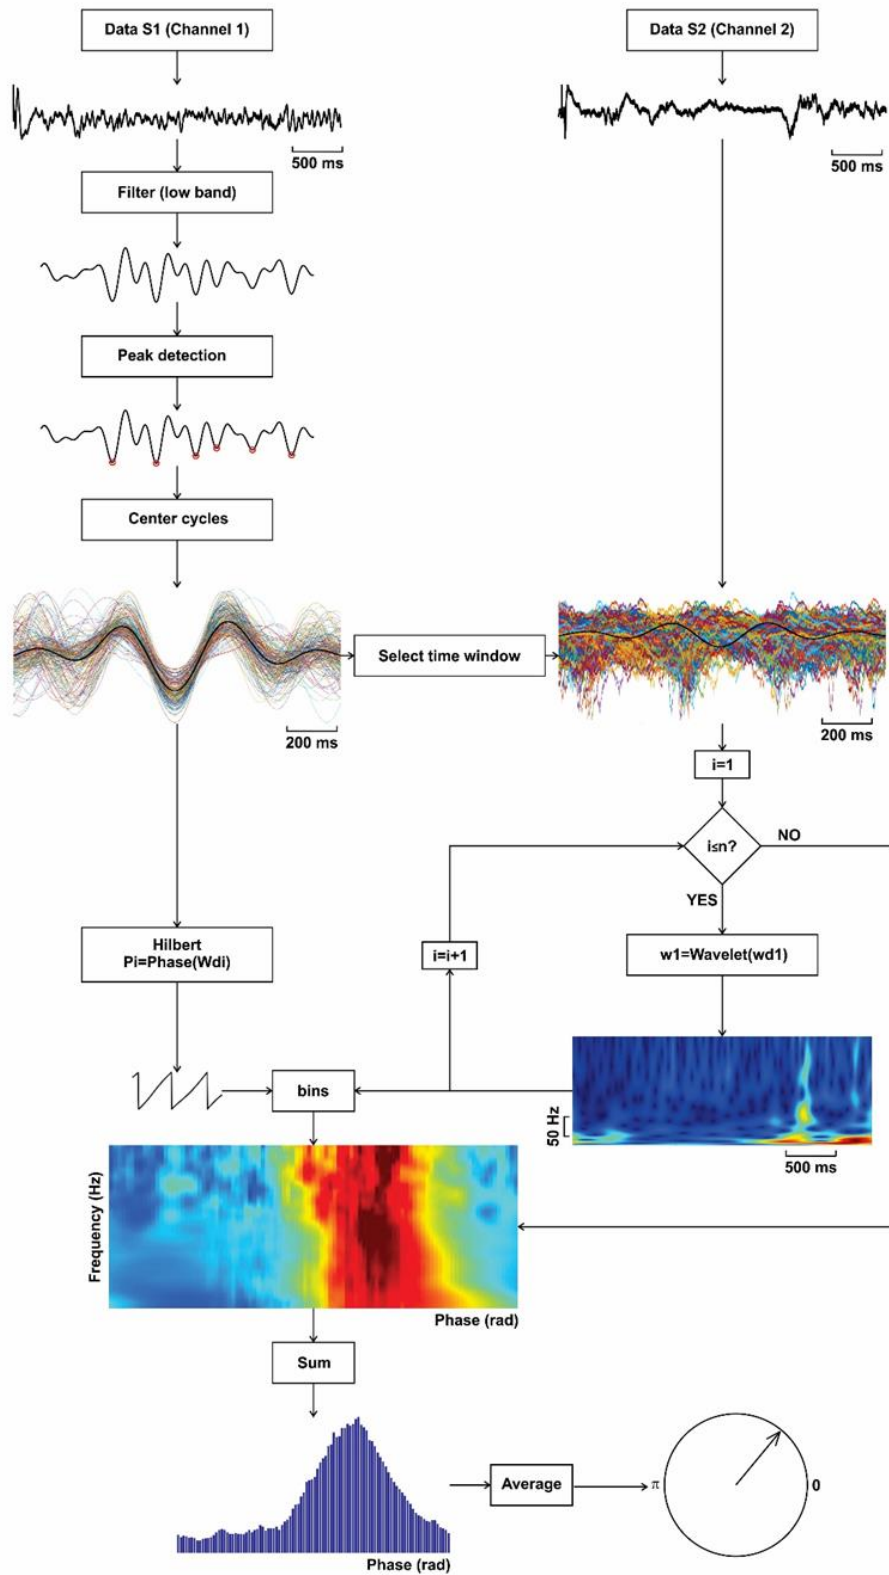 Data S1 (Channel 1)
Data S2 (Channel 2)
500 ms
500 ms
Filter (low band)
Peak detection
Center cycles
Select time window
200 ms
200 ms
i=1
i≤n?
NO
YES
Hilbert
Pi=Phase(Wdi)
i=i+1
w1=Wavelet(wd1)
bins
50 Hz
500 ms
Frequency (Hz)
Phase (rad)
Sum
Average
π
0
Phase (rad)